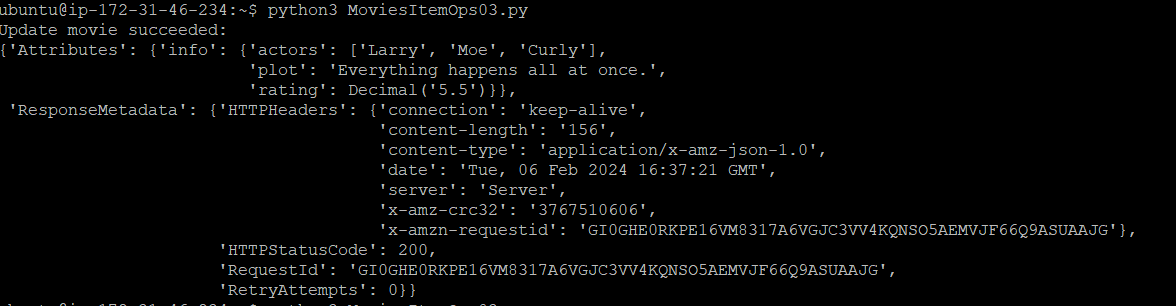 ubuntu@ip-172-31-46-234:~$ python3 MoviesItemOps03.py
Update movie succeeded:
{'Attributes': {'info': {'actors': ['Larry', 'Moe', 'Curly'],
                         'plot': 'Everything happens all at once.',
                         'rating': Decimal('5.5')}},
 'ResponseMetadata': {'HTTPHeaders': {'connection': 'keep-alive',
                                      'content-length': '156',
                                      'content-type': 'application/x-amz-json-1.0',
                                      'date': 'Tue, 06 Feb 2024 16:37:21 GMT',
                                      'server': 'Server',
                                      'x-amz-crc32': '3767510606',
                                      'x-amzn-requestid': 'GI0GHE0RKPE16VM8317A6VGJC3VV4KQNSO5AEMVJF66Q9ASUAAJG'},
                      'HTTPStatusCode': 200,
                      'RequestId': 'GI0GHE0RKPE16VM8317A6VGJC3VV4KQNSO5AEMVJF66Q9ASUAAJG',
                      'RetryAttempts': 0}}